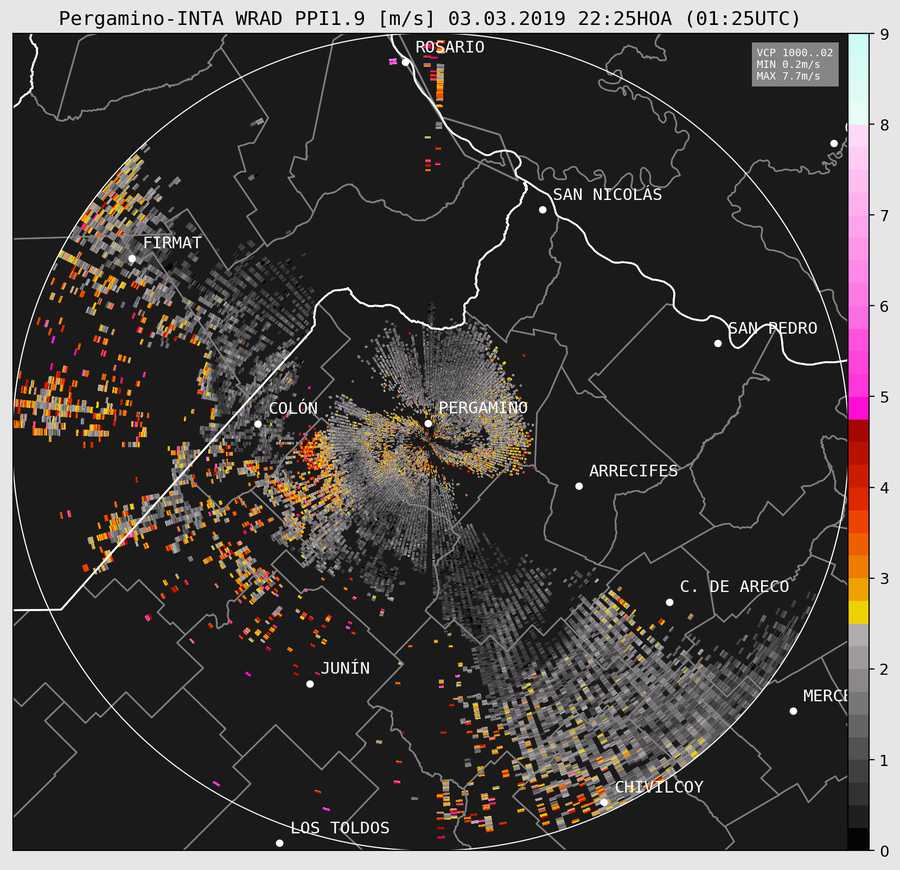 Pergamino-INTA WRAD PPI1.9 [m/s] 03.03.2019 22:25HOA (01:25UTC)
VCP 1000..02
MIN 0.2m/s
MAX 7.7m/s
ROSARIO
SAN NICOLÁS
FIRMAT
SAN PEDRO
COLÓN
PERGAMINO
ARRECIFES
C. DE ARECO
JUNÍN
MERCE
CHIVILCOY
LOS TOLDOS
9
8
7
6
5
4
3
2
1
0